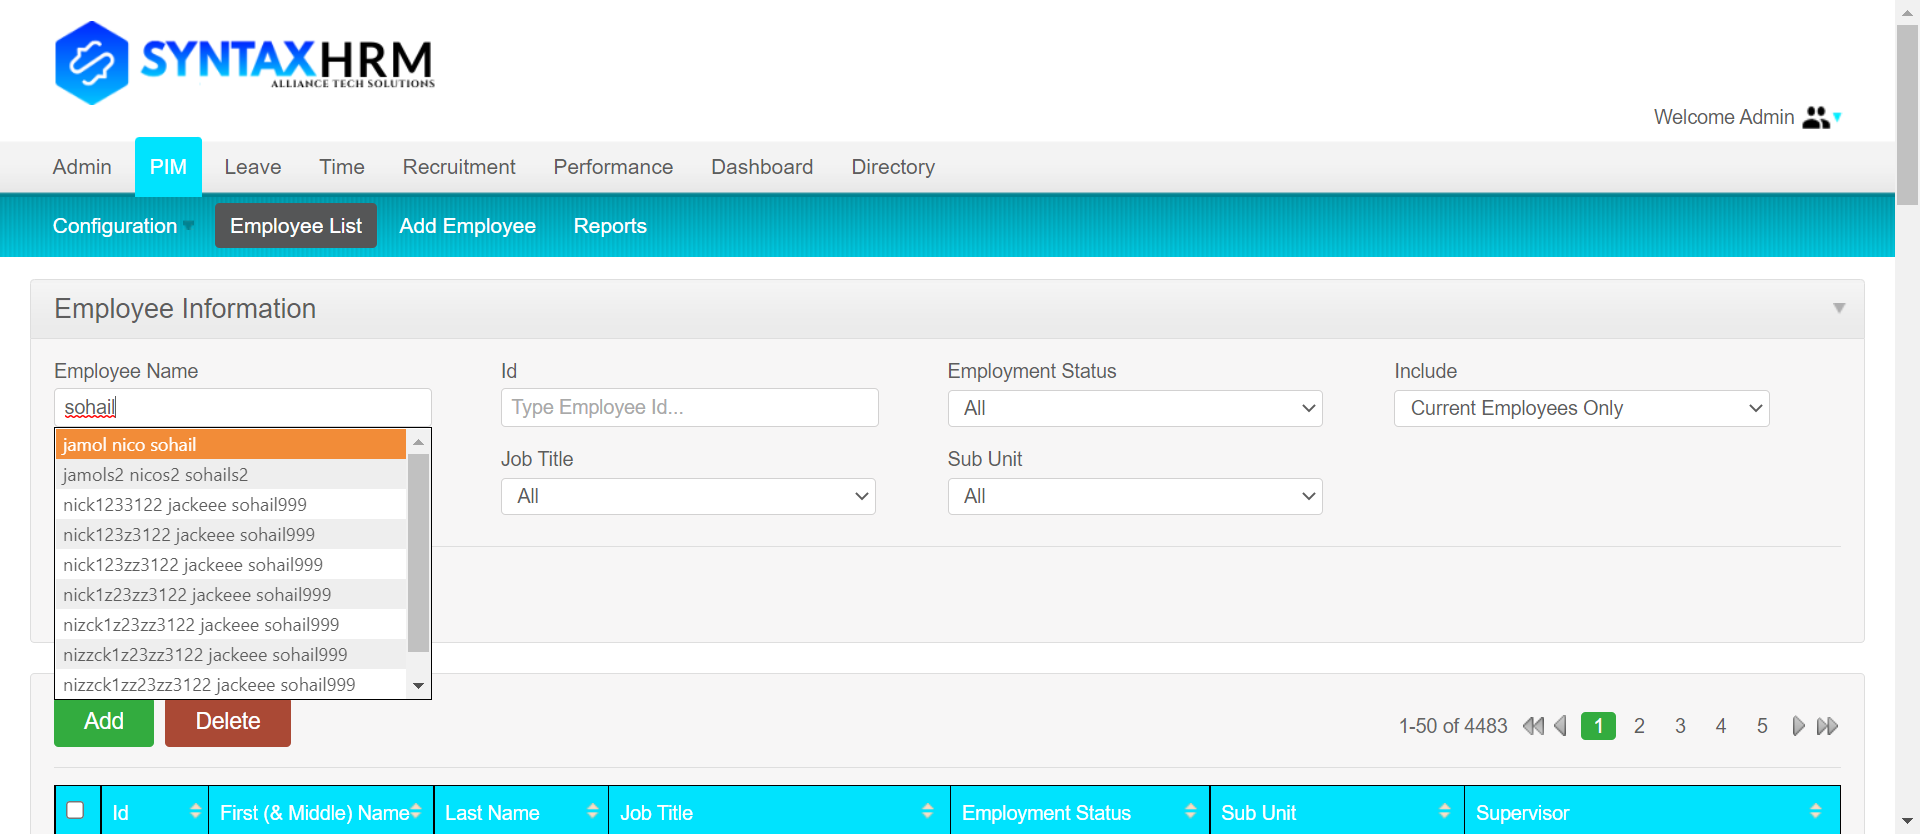 SYNTAXHRM
ALLIANCE TECH SOLUTIONS
Welcome Admin
Admin PIM Leave Time Recruitment Performance Dashboard Directory
Configuration Employee List Add Employee Reports
Employee Information
Employee Name Id Employment Status Include
sohail Type Employee Id... All Current Employees Only
jamol nico sohail
Job Title Sub Unit
jamols2 nicos2 sohails2
All All
nick1233122 jackeee sohail999
nick123z3122 jackeee sohail999
nick123zz3122 jackeee sohail999
nick1z23zz3122 jackeee sohail999
nizck1z23zz3122 jackeee sohail999
nizzck1z23zz3122 jackeee sohail999
nizzck1zz23zz3122 jackeee sohail999
Add Delete 1-50 of 4483 1 2 3 4 5
Id First (& Middle) Name Last Name Job Title Employment Status Sub Unit Supervisor